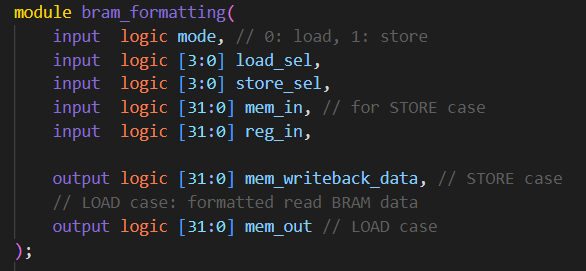 module bram_formatting(
    input  logic mode, // 0: load, 1: store
    input  logic [3:0] load_sel,
    input  logic [3:0] store_sel,
    input  logic [31:0] mem_in, // for STORE case
    input  logic [31:0] reg_in,

    output logic [31:0] mem_writeback_data, // STORE case
    // LOAD case: formatted read BRAM data
    output logic [31:0] mem_out // LOAD case
);